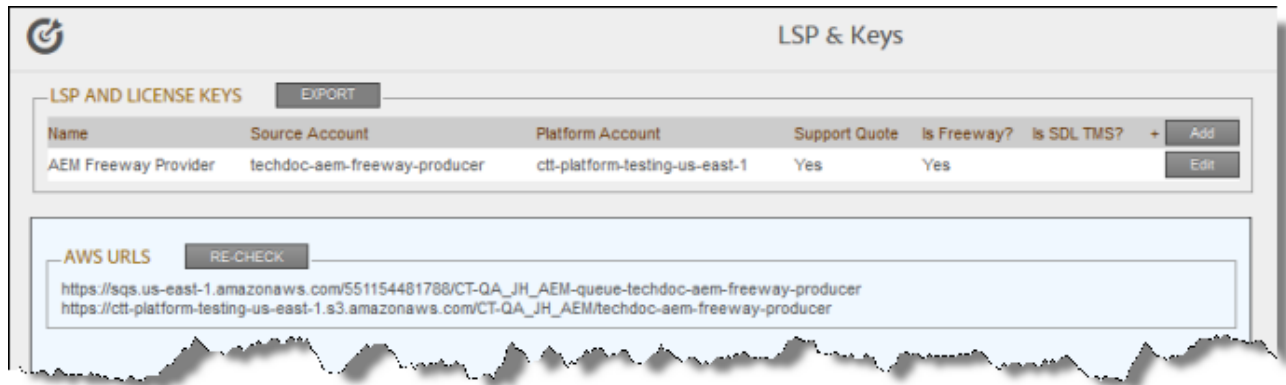 LSP & Keys
LSP AND LICENSE KEYS EXPORT
Name Source Account Platform Account Support Quote Is Freeway? Is SDL TMS? + Add
AEM Freeway Provider techdoc-aem-freeway-producer ctt-platform-testing-us-east-1 Yes Yes Edit
AWS URLS RE-CHECK
https://sqs.us-east-1.amazonaws.com/551154481788/CT-QA_JH_AEM-queue-techdoc-aem-freeway-producer
https://ctt-platform-testing-us-east-1.s3.amazonaws.com/CT-QA_JH_AEM/techdoc-aem-freeway-producer